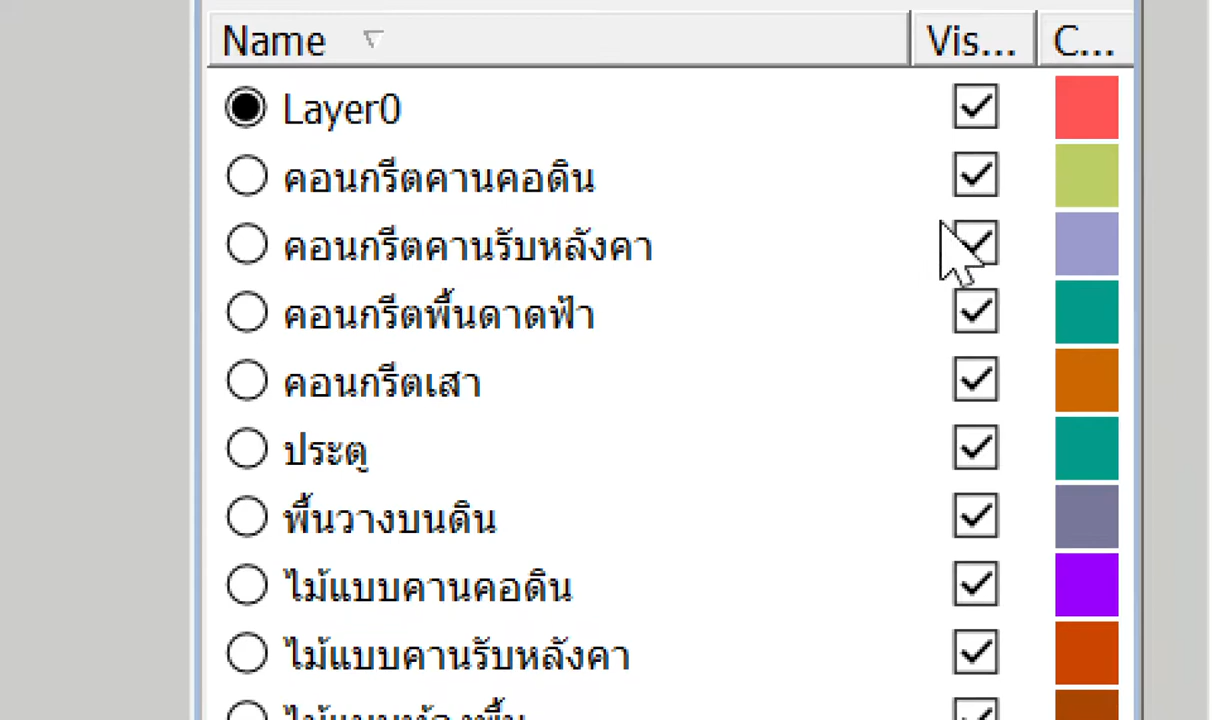 Name Vis... C...
Layer0
คอนกรีตคานคอดิน
คอนกรีตคานรับหลังคา
คอนกรีตพื้นดาดฟ้า
คอนกรีตเสา
ประตู
พื้นวางบนดิน
ไม้แบบคานคอดิน
ไม้แบบคานรับหลังคา